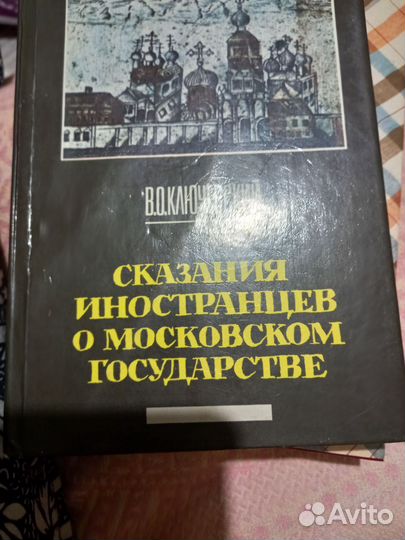 В.О.КЛЮЧЕВСКИЙ
СКАЗАНИЯ
ИНОСТРАНЦЕВ
О МОСКОВСКОМ
ГОСУДАРСТВЕ
Avito